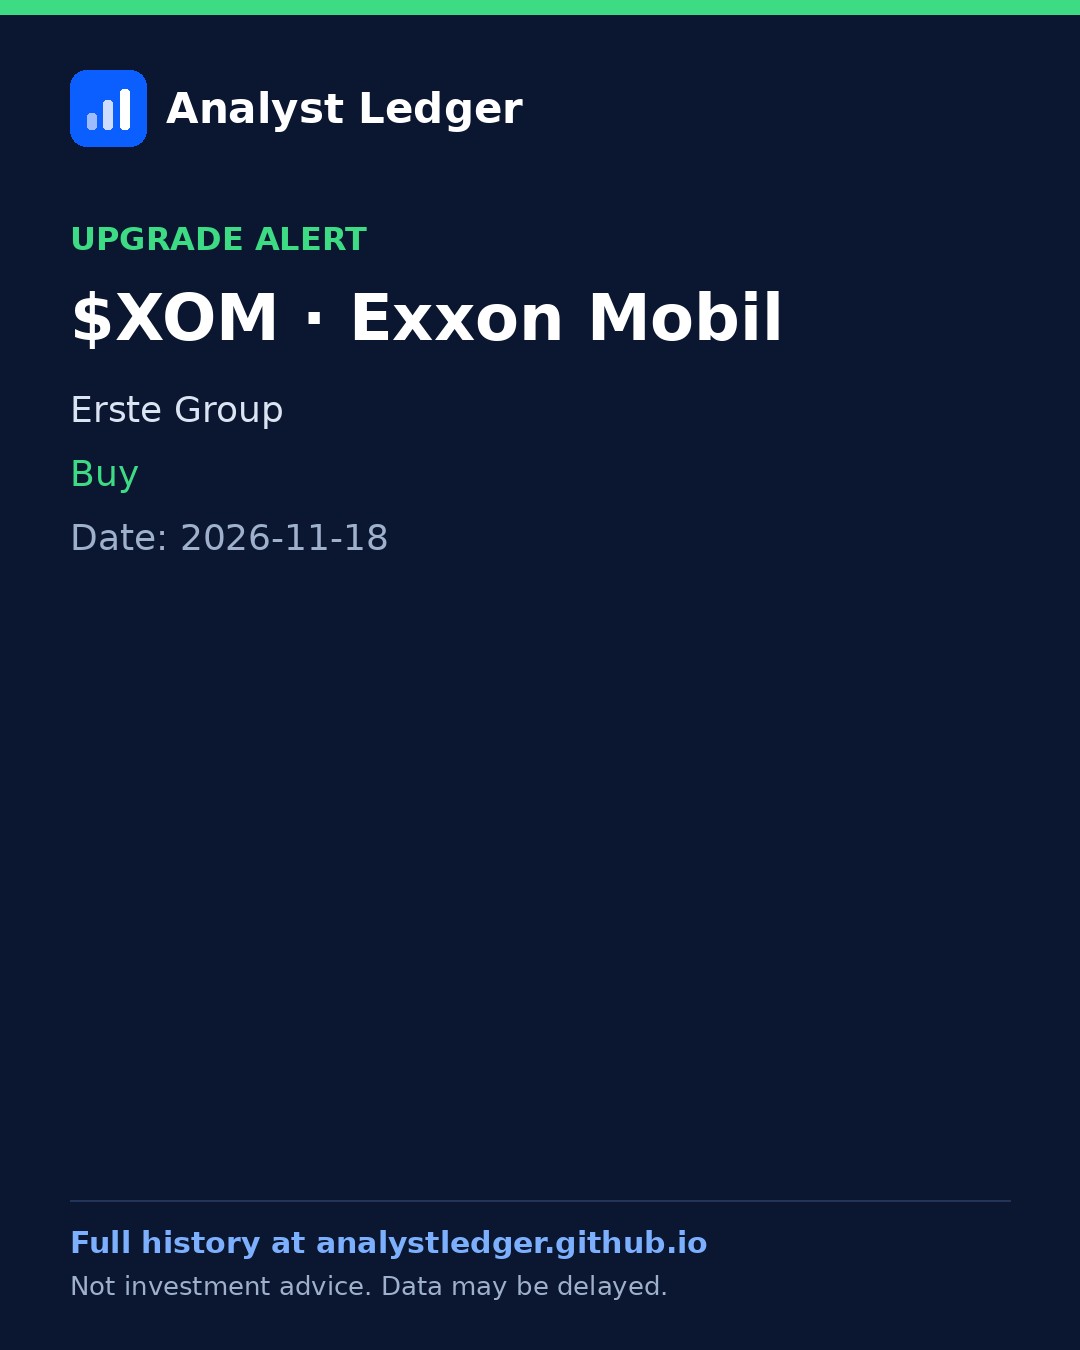 Analyst Ledger
UPGRADE ALERT
$XOM · Exxon Mobil
Erste Group
Buy
Date: 2026-11-18
Full history at analystledger.github.io
Not investment advice. Data may be delayed.